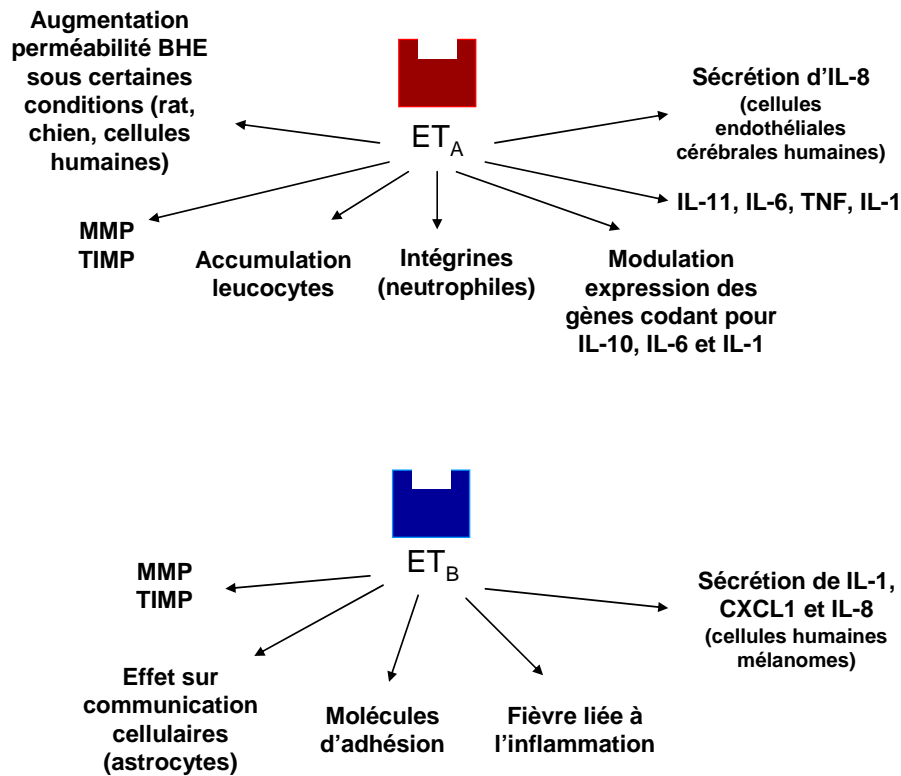 Augmentation
perméabilité BHE
sous certaines
conditions (rat,
chien, cellules
humaines)
ET_A
Sécrétion d'IL-8
(cellules
endothéliales
cérébrales humaines)
IL-11, IL-6, TNF, IL-1
MMP
TIMP
Accumulation
leucocytes
Intégrines
(neutrophiles)
Modulation
expression des
gènes codant pour
IL-10, IL-6 et IL-1
ET_B
MMP
TIMP
Sécrétion de IL-1,
CXCL1 et IL-8
(cellules humaines
mélanomes)
Effet sur
communication
cellulaires
(astrocytes)
Molécules
d'adhésion
Fièvre liée à
l'inflammation